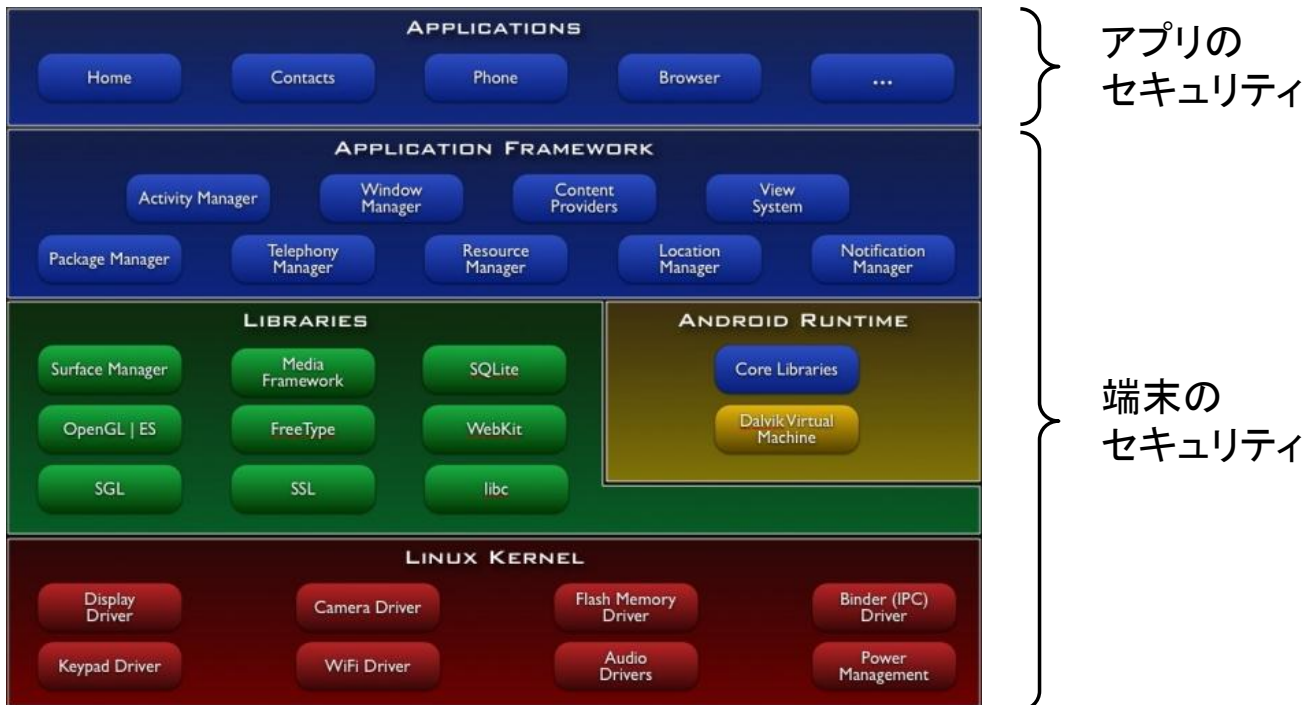 APPLICATIONS
Home
Contacts
Phone
Browser
...
アプリの
セキュリティ
APPLICATION FRAMEWORK
Activity Manager
Window
Manager
Content
Providers
View
System
Package Manager
Telephony
Manager
Resource
Manager
Location
Manager
Notification
Manager
LIBRARIES
Surface Manager
Media
Framework
SQLite
OpenGL | ES
FreeType
WebKit
SGL
SSL
libc
ANDROID RUNTIME
Core Libraries
Dalvik Virtual
Machine
端末の
セキュリティ
LINUX KERNEL
Display
Driver
Camera Driver
Flash Memory
Driver
Binder (IPC)
Driver
Keypad Driver
WiFi Driver
Audio
Drivers
Power
Management